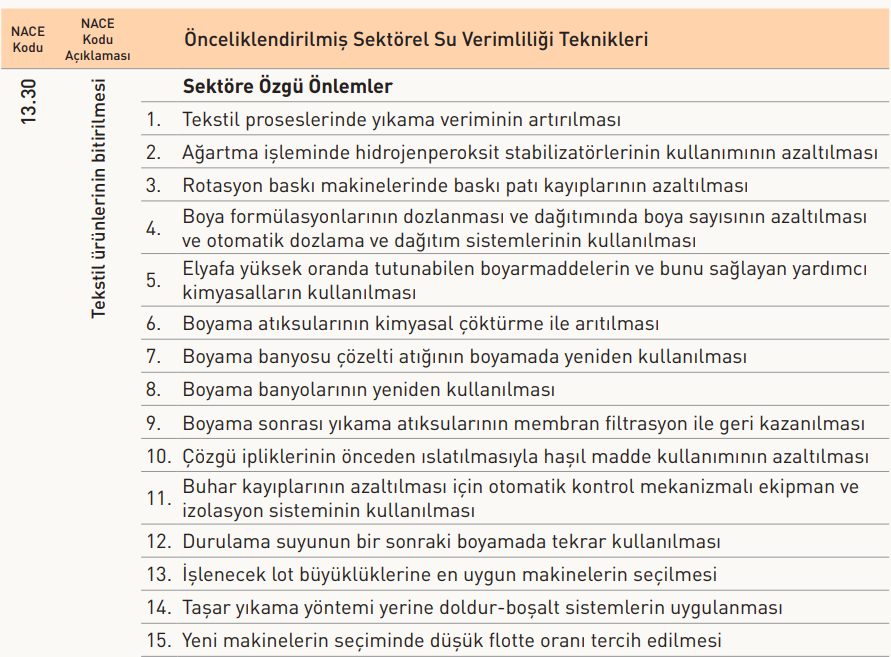 NACE
Kodu
NACE
Kodu
Açıklaması
Önceliklendirilmiş Sektörel Su Verimliliği Teknikleri
13.30
Tekstil ürünlerinin bitirilmesi
Sektöre Özgü Önlemler
1. Tekstil proseslerinde yıkama veriminin artırılması
2. Ağartma işleminde hidrojenperoksit stabilizatörlerinin kullanımının azaltılması
3. Rotasyon baskı makinelerinde baskı patı kayıplarının azaltılması
4. Boya formülasyonlarının dozlanması ve dağıtımında boya sayısının azaltılması
ve otomatik dozlama ve dağıtım sistemlerinin kullanılması
5. Elyafa yüksek oranda tutunabilen boyarmaddelerin ve bunu sağlayan yardımcı
kimyasalların kullanılması
6. Boyama atıksularının kimyasal çöktürme ile arıtılması
7. Boyama banyosu çözelti atığının boyamada yeniden kullanılması
8. Boyama banyolarının yeniden kullanılması
9. Boyama sonrası yıkama atıksularının membran filtrasyon ile geri kazanılması
10. Çözgü ipliklerinin önceden ıslatılmasıyla haşıl madde kullanımının azaltılması
11. Buhar kayıplarının azaltılması için otomatik kontrol mekanizmalı ekipman ve
izolasyon sisteminin kullanılması
12. Durulama suyunun bir sonraki boyamada tekrar kullanılması
13. İşlenecek lot büyüklüklerine en uygun makinelerin seçilmesi
14. Taşar yıkama yöntemi yerine doldur-boşalt sistemlerin uygulanması
15. Yeni makinelerin seçiminde düşük flotte oranı tercih edilmesi